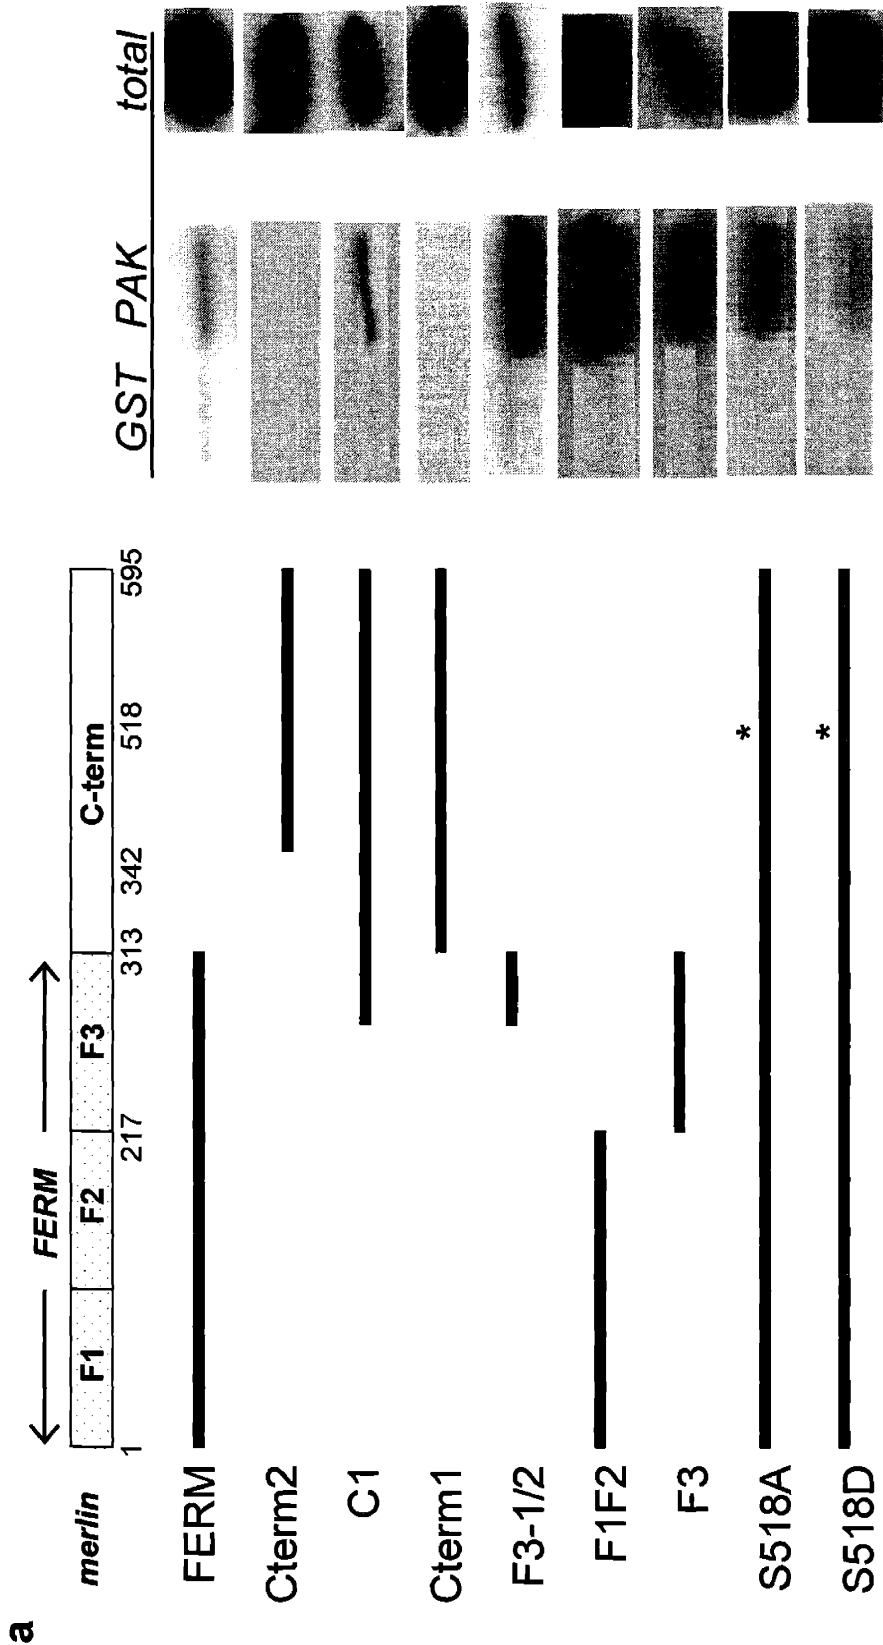 a
FERM
merlin F1 F2 F3 C-term GST PAK total
1 217 313 342 518 595
FERM
Cterm2
C1
Cterm1
F3-1/2
F1F2
F3
S518A *
S518D *